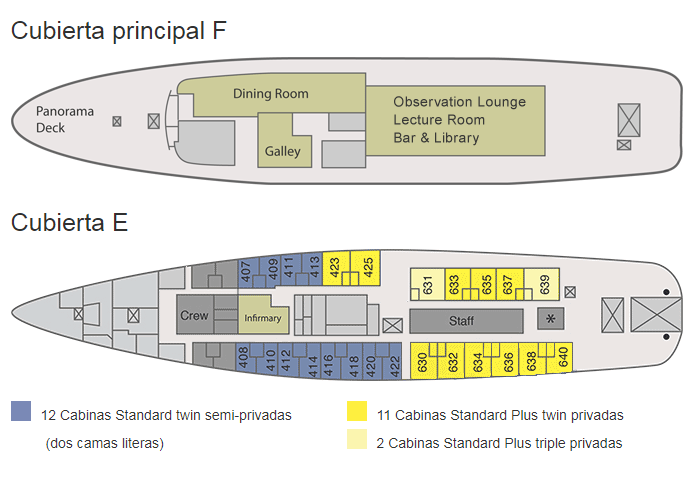 Cubierta principal F
Panorama
Deck
Dining Room
Galley
Observation Lounge
Lecture Room
Bar & Library
Cubierta E
407
409
411
413
423
425
631
633
635
637
639
Crew
Infirmary
Staff
*
408
410
412
414
416
418
420
422
630
632
634
636
638
640
12 Cabinas Standard twin semi-privadas
(dos camas literas)
11 Cabinas Standard Plus twin privadas
2 Cabinas Standard Plus triple privadas